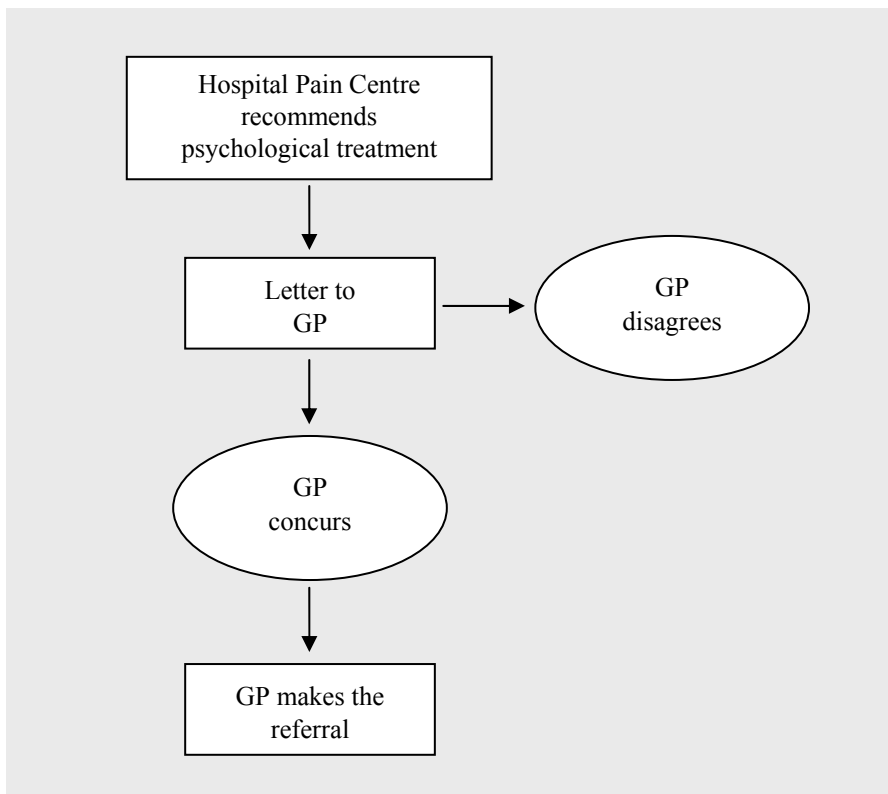 Hospital Pain Centre
recommends
psychological treatment
Letter to
GP
GP
disagrees
GP
concurs
GP makes the
referral